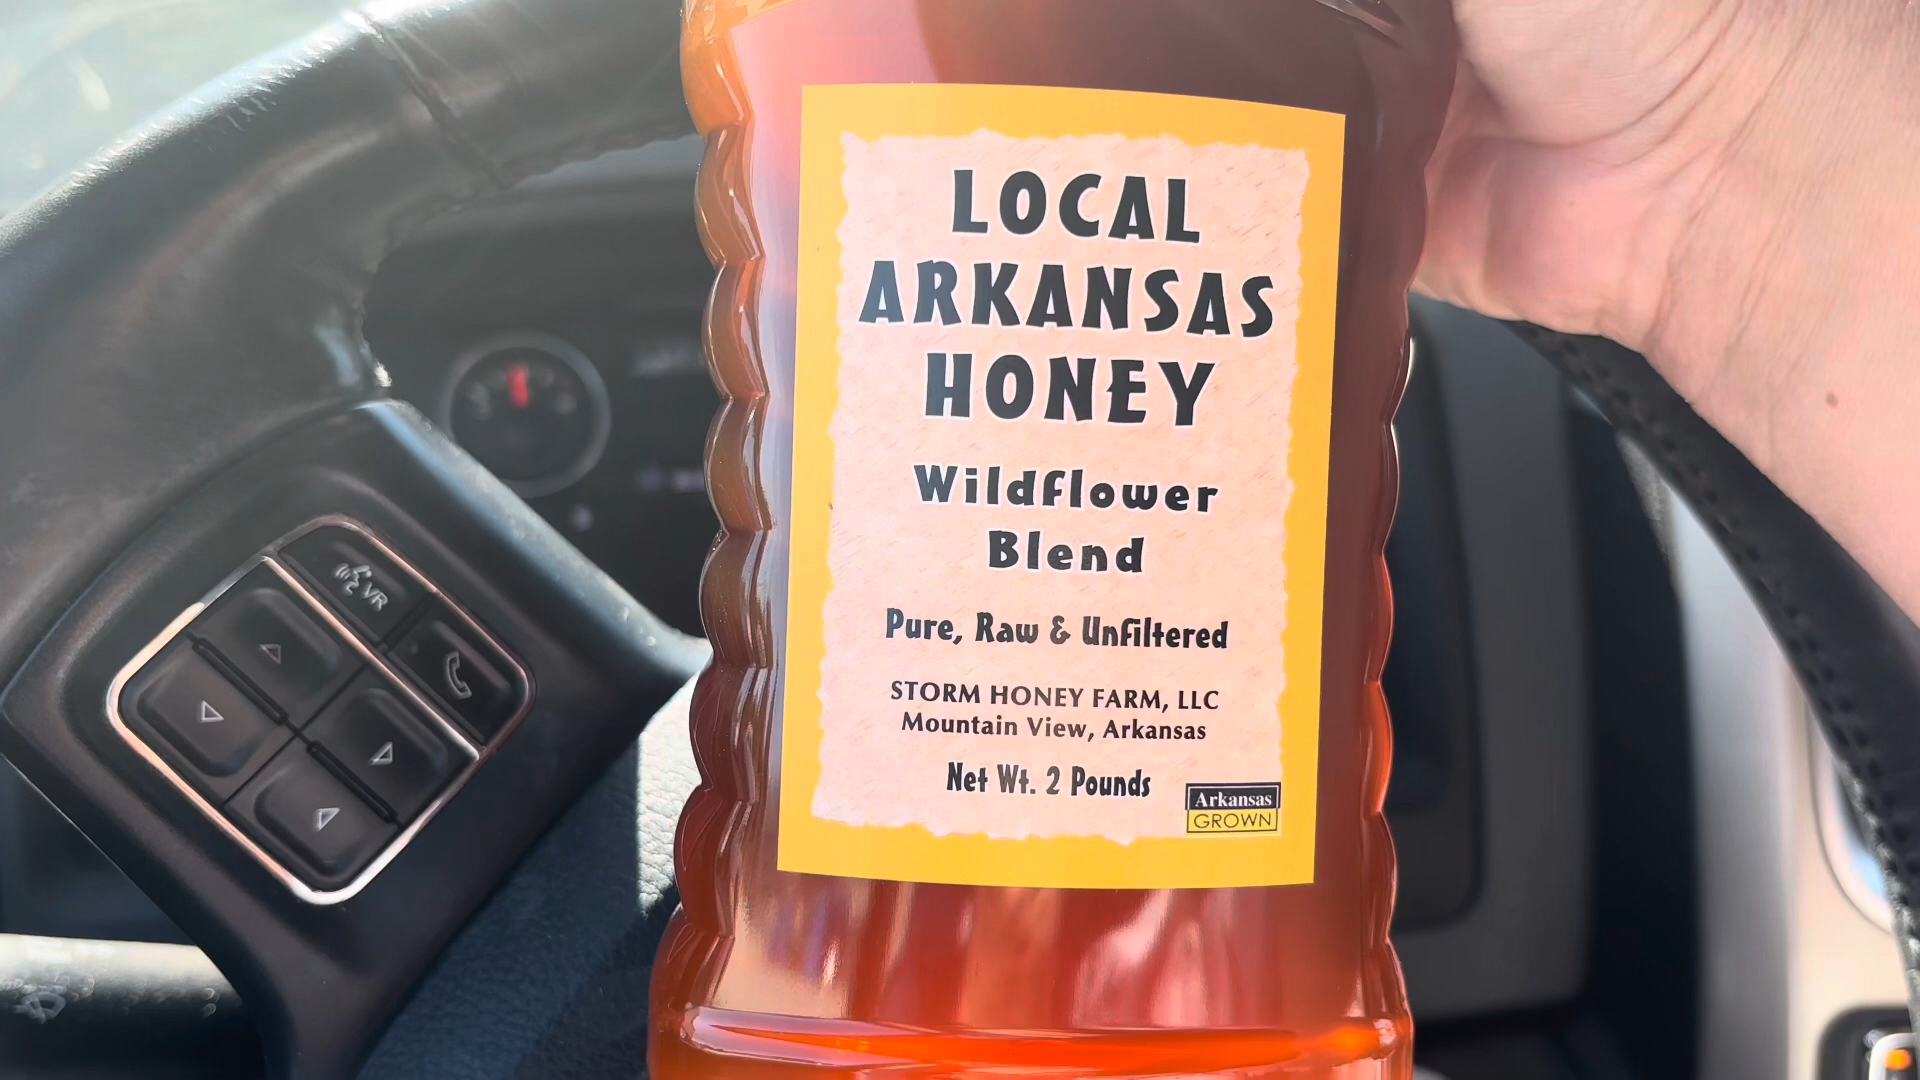 LOCAL
ARKANSAS
HONEY
Wildflower
Blend
Pure, Raw & Unfiltered
STORM HONEY FARM, LLC
Mountain View, Arkansas
Net Wt. 2 Pounds
Arkansas
GROWN
VR